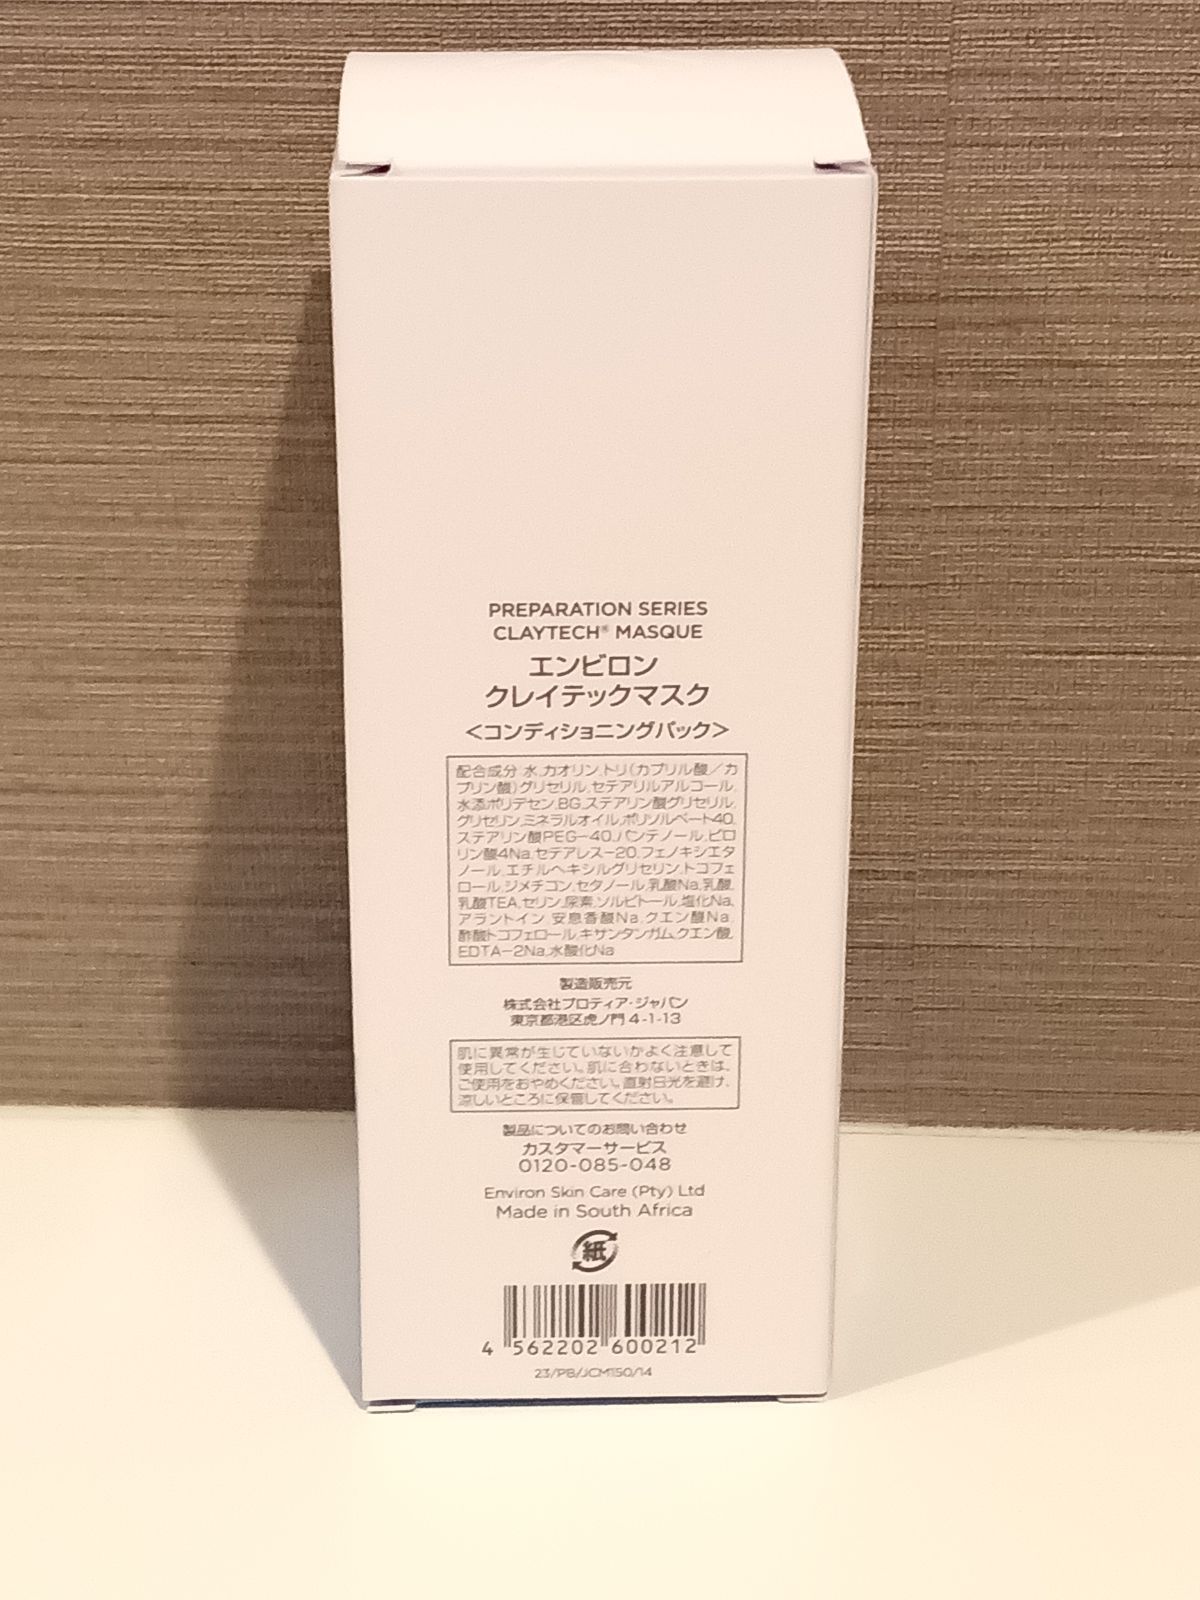 PREPARATION SERIES
CLAYTECH® MASQUE
エンビロン
クレイテックマスク
<コンディショニングパック>
配合成分 水,カオリン,トリ(カプリル酸/カ
プリン酸)グリセリル,セテアリルアルコール,
水添ポリデセン,BG,ステアリン酸グリセリル,
グリセリン,ミネラルオイル,ポリソルベート40,
ステアリン酸PEG-40,パンテノール,ピロ
リン酸4Na,セテアレス-20,フェノキシエタ
ノール,エチルヘキシルグリセリン,トコフェ
ロール,ジメチコン,セタノール,乳酸Na,乳酸,
乳酸TEA,セリン,尿素,ソルビトール,塩化Na,
アラントイン,安息香酸Na,クエン酸Na,
酢酸トコフェロール,キサンタンガム,クエン酸,
EDTA-2Na,水酸化Na
製造販売元
株式会社プロティア・ジャパン
東京都港区虎ノ門 4-1-13
肌に異常が生じていないかよく注意して
使用してください。肌に合わないときは、
ご使用をおやめください。直射日光を避け、
涼しいところに保管してください。
製品についてのお問い合わせ
カスタマーサービス
0120-085-048
Environ Skin Care (Pty) Ltd
Made in South Africa
紙
4 562202 600212
23/PB/JCM150/14